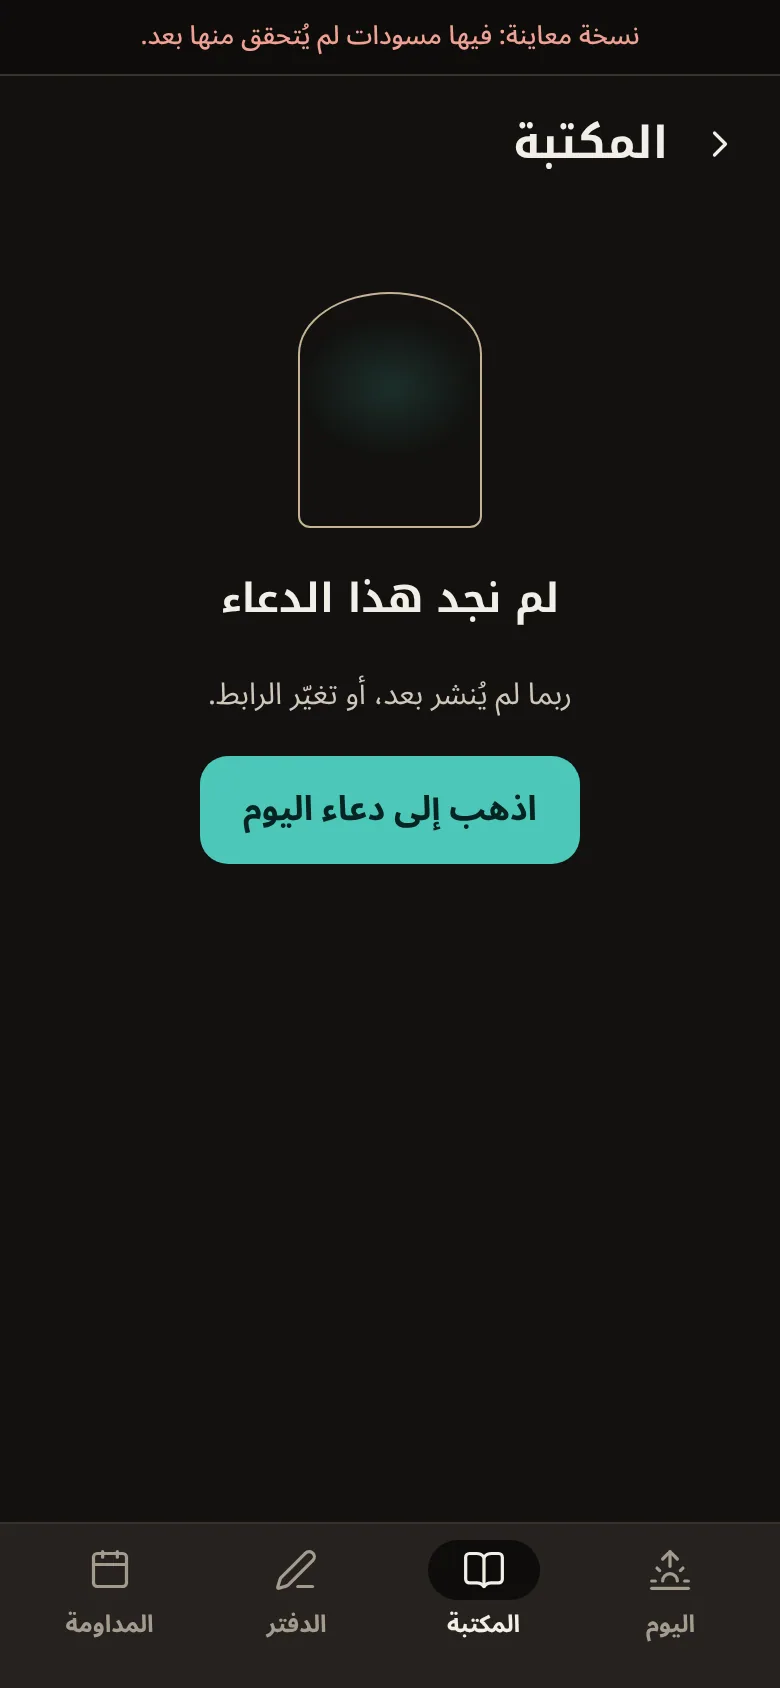 نسخة معاينة: فيها مسودات لم يُتحقق منها بعد.
المكتبة
لم نجد هذا الدعاء
ربما لم يُنشر بعد، أو تغيّر الرابط.
اذهب إلى دعاء اليوم
اليوم
المكتبة
الدفتر
المداومة